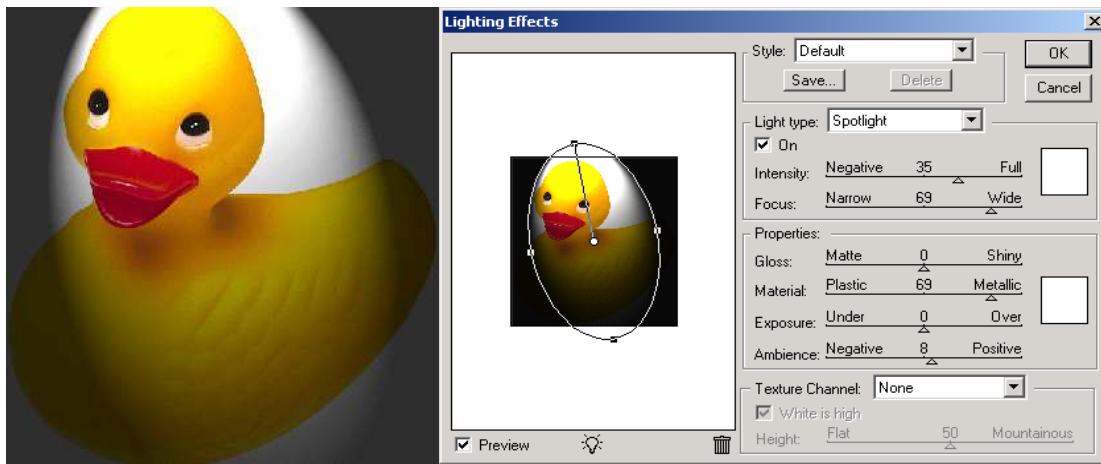 Lighting Effects
Style: Default
OK
Save... Delete
Cancel
Light type: Spotlight
On
Intensity: Negative 35 Full
Focus: Narrow 69 Wide
Properties:
Gloss: Matte 0 Shiny
Material: Plastic 69 Metallic
Exposure: Under 0 Over
Ambience: Negative 8 Positive
Texture Channel: None
White is high
Height: Flat 50 Mountainous
Preview